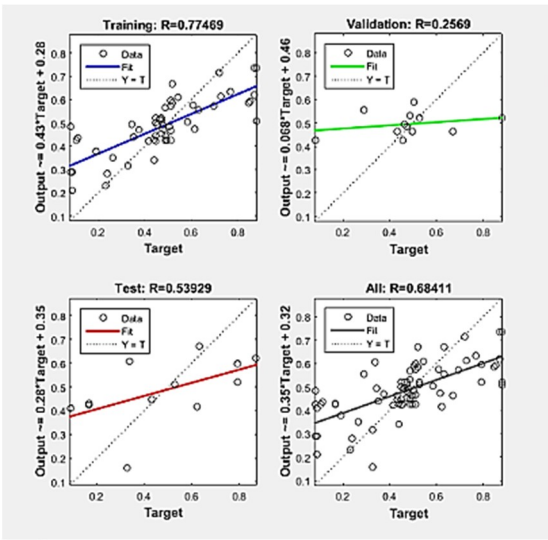 Training: R=0.77469
Output ~= 0.43*Target + 0.28
0.8
0.7
0.6
0.5
0.4
0.3
0.2
0.1
Data
Fit
Y = T
0.2 0.4 0.6 0.8
Target
Validation: R=0.2569
Output ~= 0.068*Target + 0.46
0.8
0.7
0.6
0.5
0.4
0.3
0.2
0.1
Data
Fit
Y = T
0.2 0.4 0.6 0.8
Target
Test: R=0.53929
Output ~= 0.28*Target + 0.35
0.8
0.7
0.6
0.5
0.4
0.3
0.2
0.1
Data
Fit
Y = T
0.2 0.4 0.6 0.8
Target
All: R=0.68411
Output ~= 0.35*Target + 0.32
0.8
0.7
0.6
0.5
0.4
0.3
0.2
0.1
Data
Fit
Y = T
0.2 0.4 0.6 0.8
Target